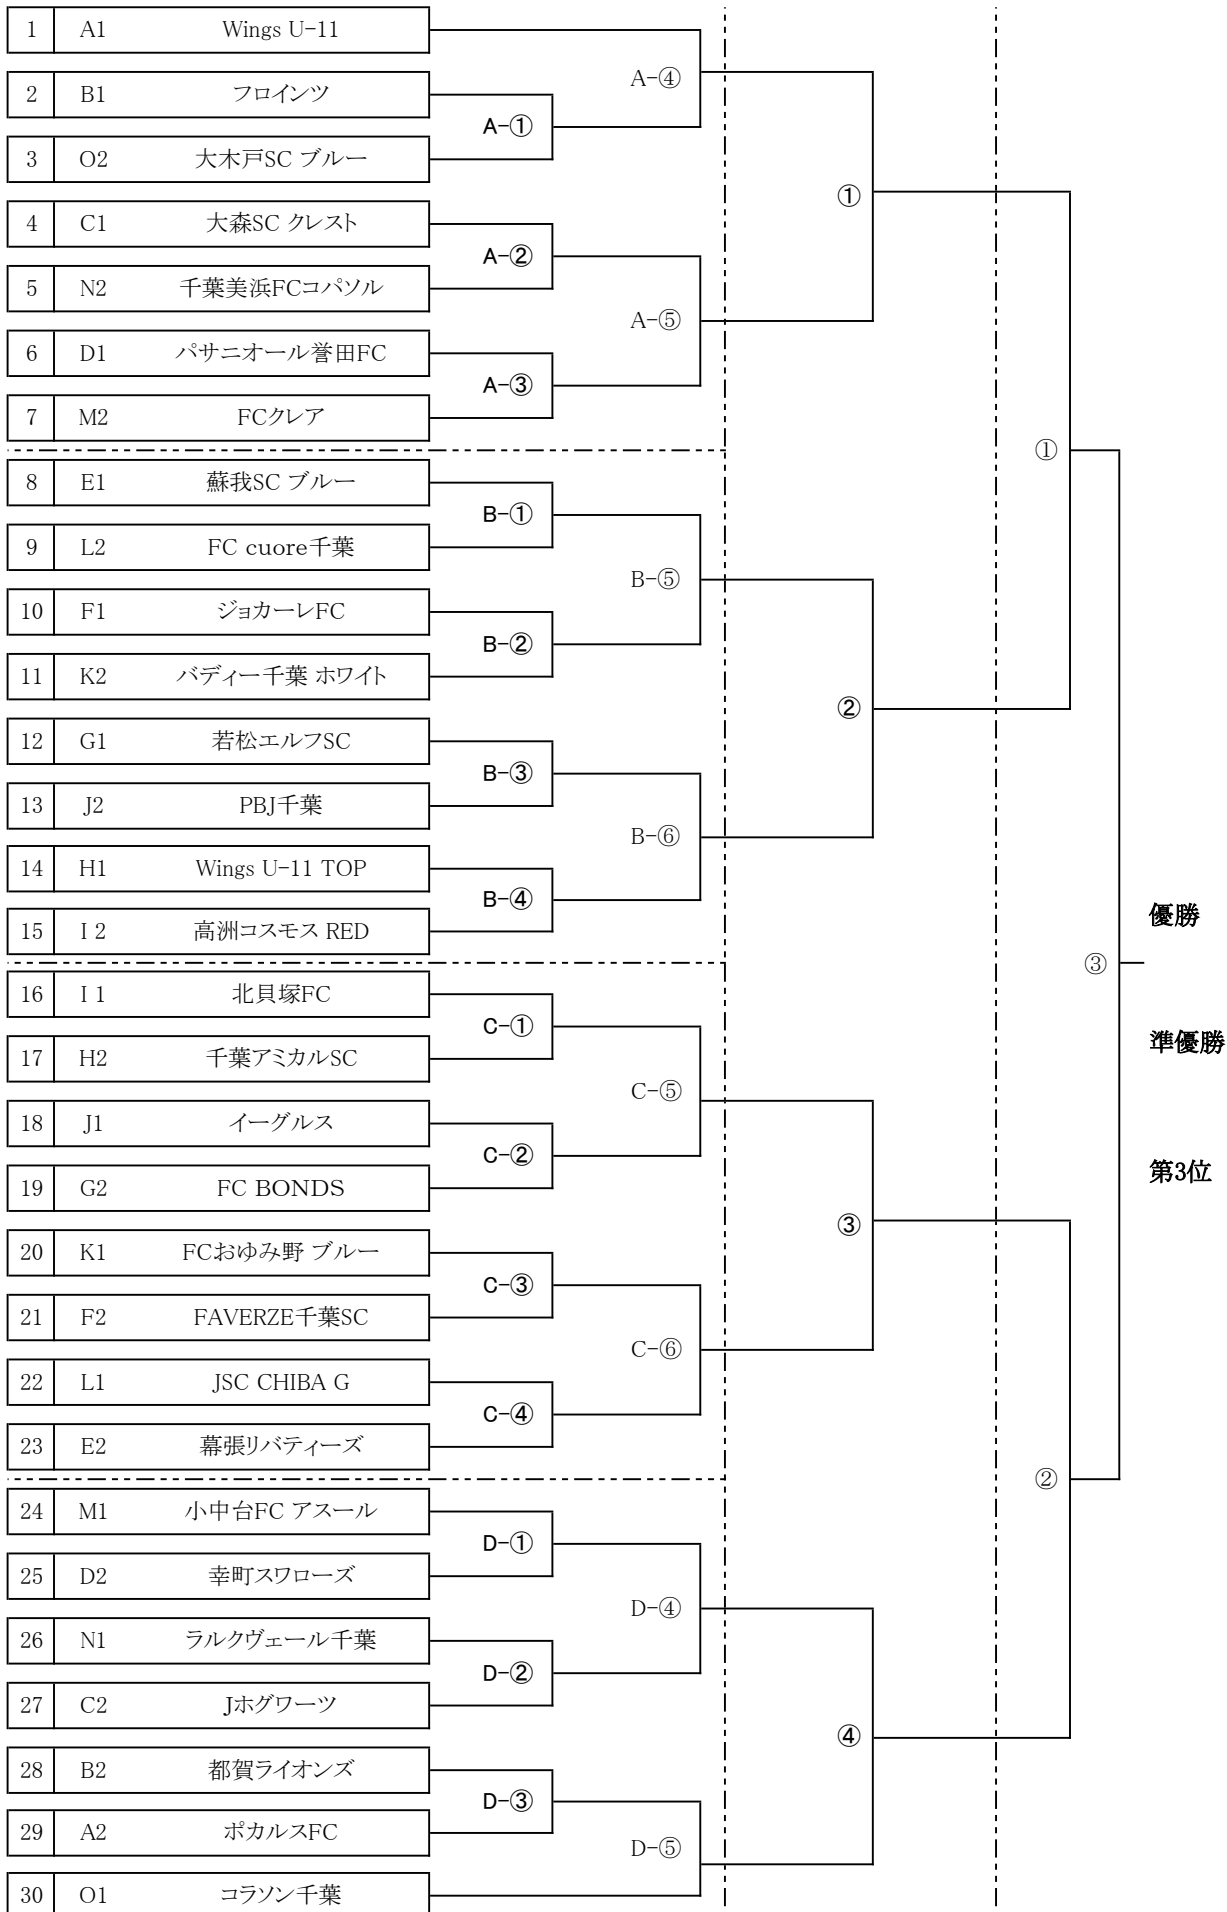 1 A1 Wings U-11
A-④
2 B1 フロインツ
A-①
3 O2 大木戸SC ブルー
①
4 C1 大森SC クレスト
A-②
5 N2 千葉美浜FCコパソル
A-⑤
6 D1 パサニオール誉田FC
A-③
7 M2 FCクレア
①
8 E1 蘇我SC ブルー
B-①
9 L2 FC cuore千葉
B-⑤
10 F1 ジョカーレFC
B-②
11 K2 バディー千葉 ホワイト
②
12 G1 若松エルフSC
B-③
13 J2 PBJ千葉
B-⑥
14 H1 Wings U-11 TOP
B-④
優勝
15 I 2 高洲コスモス RED
③
16 I 1 北貝塚FC
C-①
準優勝
17 H2 千葉アミカルSC
C-⑤
18 J1 イーグルス
C-②
第3位
19 G2 FC BONDS
③
20 K1 FCおゆみ野 ブルー
C-③
21 F2 FAVERZE千葉SC
C-⑥
22 L1 JSC CHIBA G
C-④
23 E2 幕張リバティーズ
②
24 M1 小中台FC アスール
D-①
25 D2 幸町スワローズ
D-④
26 N1 ラルクヴェール千葉
D-②
27 C2 Jホグワーツ
④
28 B2 都賀ライオンズ
D-③
29 A2 ポカルスFC
D-⑤
30 O1 コラソン千葉